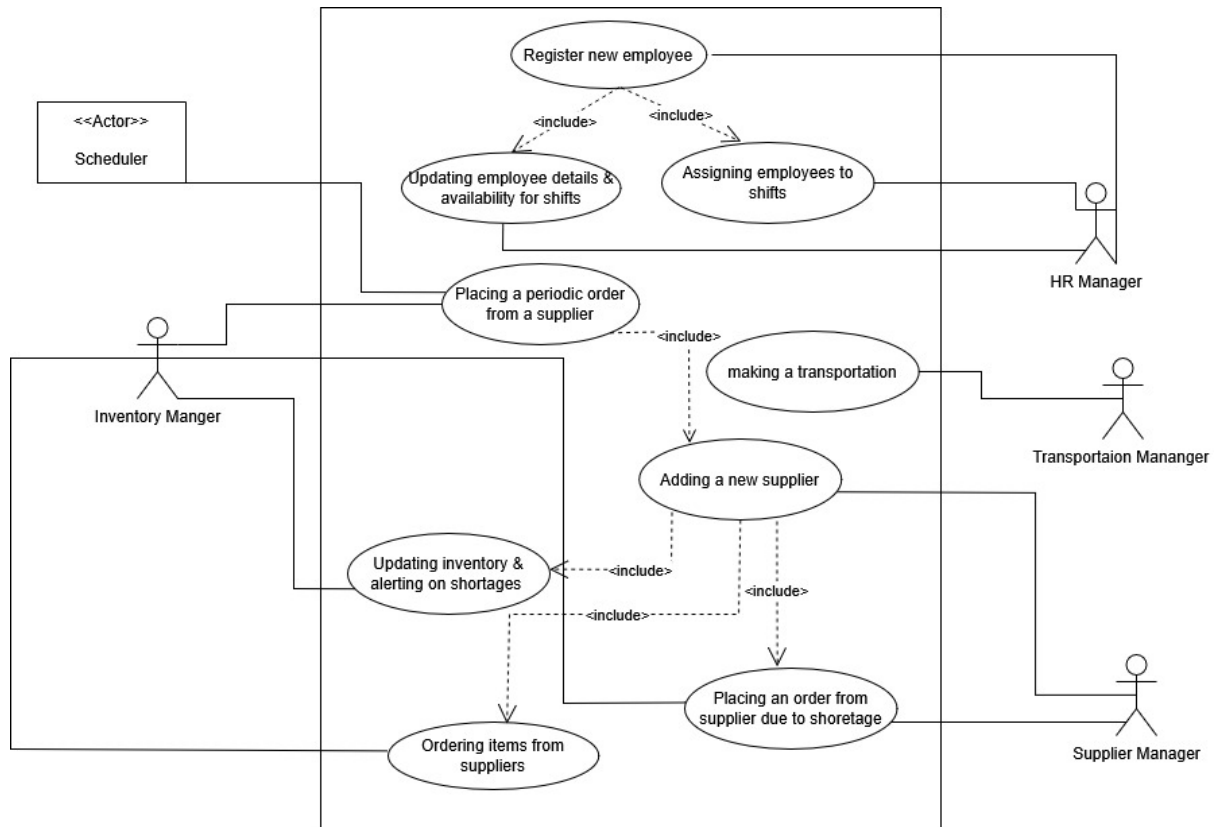 Register new employee
<<Actor>>
Scheduler
<include>
<include>
Updating employee details &
availability for shifts
Assigning employees to
shifts
HR Manager
Placing a periodic order
from a supplier
<include>
making a transportation
Inventory Manger
Transportaion Mananger
Adding a new supplier
Updating inventory &
alerting on shortages
<include>
<include>
<include>
Placing an order from
supplier due to shoretage
Ordering items from
suppliers
Supplier Manager